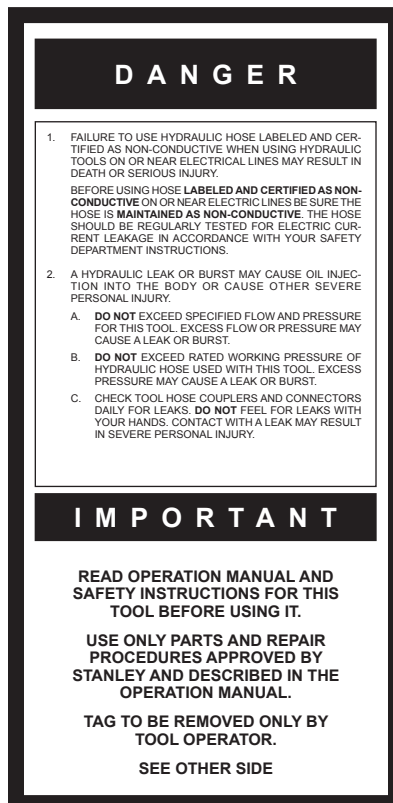 DANGER
1. FAILURE TO USE HYDRAULIC HOSE LABELED AND CER-
TIFIED AS NON-CONDUCTIVE WHEN USING HYDRAULIC
TOOLS ON OR NEAR ELECTRICAL LINES MAY RESULT IN
DEATH OR SERIOUS INJURY.
BEFORE USING HOSE LABELED AND CERTIFIED AS NON-
CONDUCTIVE ON OR NEAR ELECTRIC LINES BE SURE THE
HOSE IS MAINTAINED AS NON-CONDUCTIVE. THE HOSE
SHOULD BE REGULARLY TESTED FOR ELECTRIC CUR-
RENT LEAKAGE IN ACCORDANCE WITH YOUR SAFETY
DEPARTMENT INSTRUCTIONS.
2. A HYDRAULIC LEAK OR BURST MAY CAUSE OIL INJEC-
TION INTO THE BODY OR CAUSE OTHER SEVERE
PERSONAL INJURY.
A. DO NOT EXCEED SPECIFIED FLOW AND PRESSURE
FOR THIS TOOL. EXCESS FLOW OR PRESSURE MAY
CAUSE A LEAK OR BURST.
B. DO NOT EXCEED RATED WORKING PRESSURE OF
HYDRAULIC HOSE USED WITH THIS TOOL. EXCESS
PRESSURE MAY CAUSE A LEAK OR BURST.
C. CHECK TOOL HOSE COUPLERS AND CONNECTORS
DAILY FOR LEAKS. DO NOT FEEL FOR LEAKS WITH
YOUR HANDS. CONTACT WITH A LEAK MAY RESULT
IN SEVERE PERSONAL INJURY.
IMPORTANT
READ OPERATION MANUAL AND
SAFETY INSTRUCTIONS FOR THIS
TOOL BEFORE USING IT.
USE ONLY PARTS AND REPAIR
PROCEDURES APPROVED BY
STANLEY AND DESCRIBED IN THE
OPERATION MANUAL.
TAG TO BE REMOVED ONLY BY
TOOL OPERATOR.
SEE OTHER SIDE